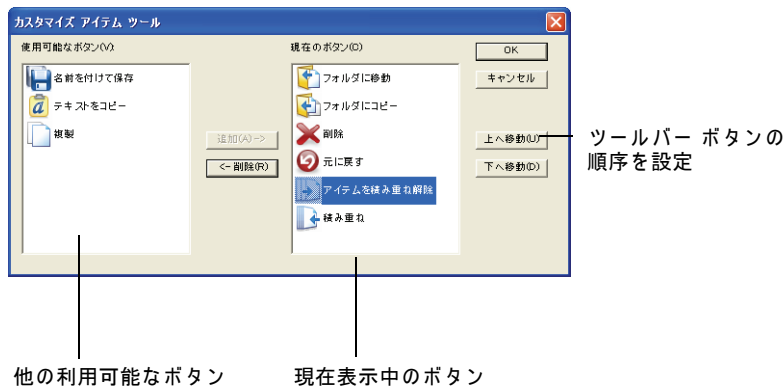 カスタマイズ アイテム ツール
使用可能なボタン(V):
現在のボタン(C)
OK
名前を付けて保存
テキストをコピー
複製
フォルダに移動
フォルダにコピー
削除
元に戻す
アイテムを積み重ね解除
積み重ね
キャンセル
追加(A)->
<- 削除(R)
上へ移動(U)
下へ移動(D)
ツールバー ボタンの
順序を設定
他の利用可能なボタン
現在表示中のボタン